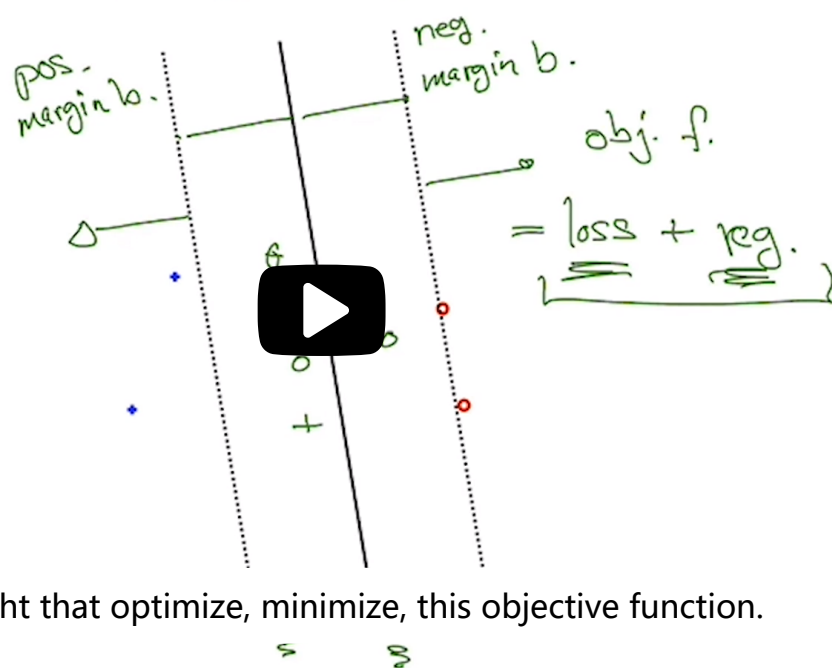 pos.
margin b.
neg.
margin b.
obj. f.
= loss + reg.
ht that optimize, minimize, this objective function.